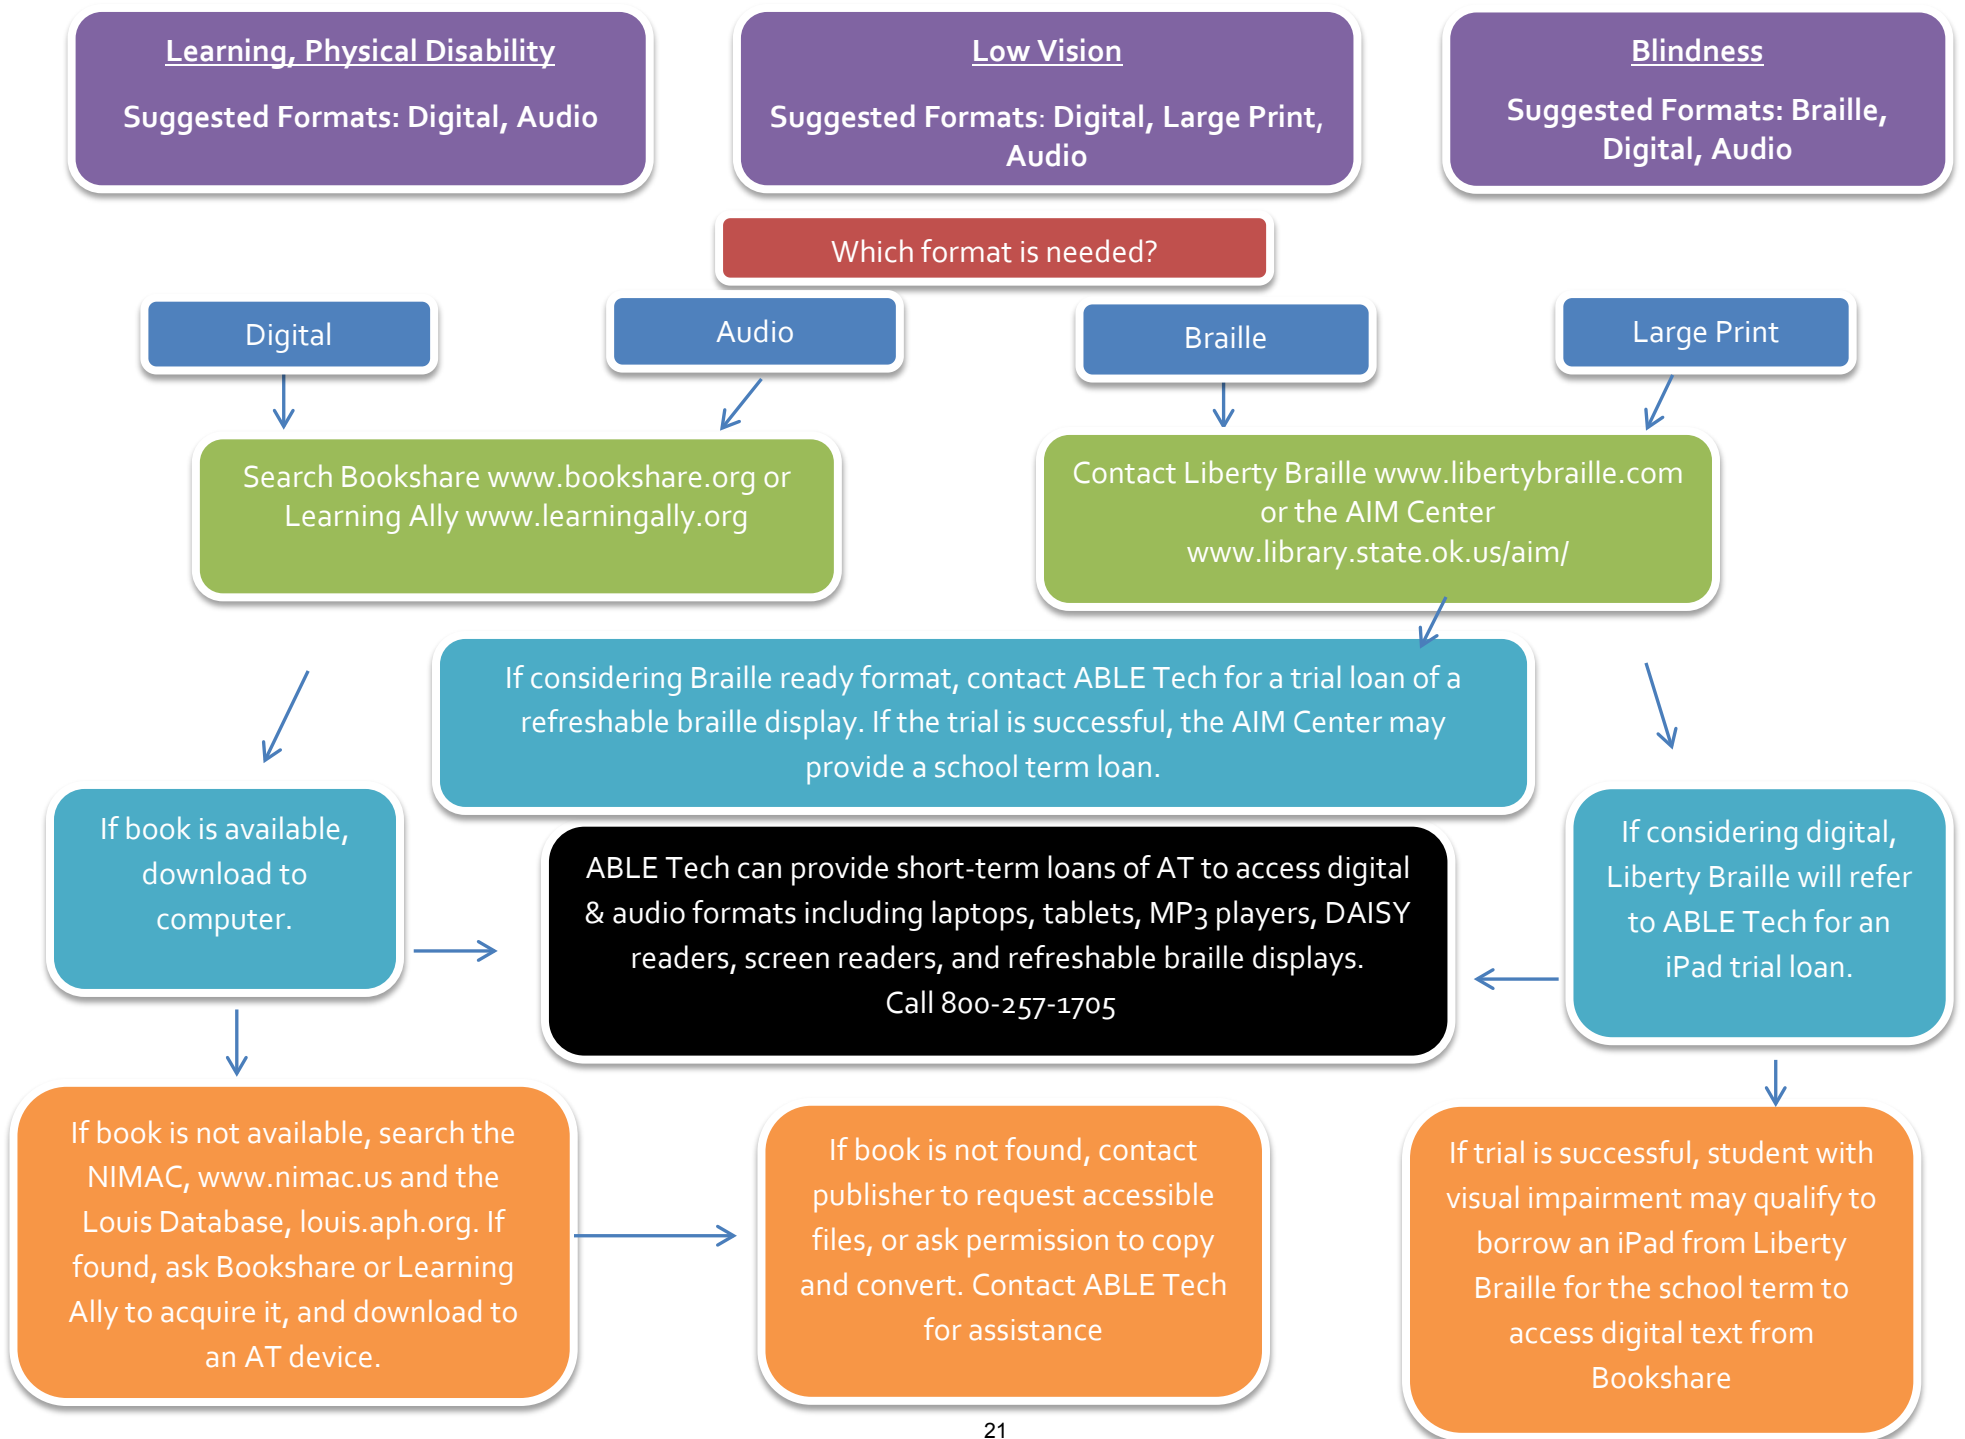 Learning, Physical Disability
Suggested Formats: Digital, Audio
Low Vision
Suggested Formats: Digital, Large Print,
Audio
Blindness
Suggested Formats: Braille,
Digital, Audio
Which format is needed?
Digital
Audio
Braille
Large Print
Search Bookshare www.bookshare.org or
Learning Ally www.learningally.org
Contact Liberty Braille www.libertybraille.com
or the AIM Center
www.library.state.ok.us/aim/
If considering Braille ready format, contact ABLE Tech for a trial loan of a
refreshable braille display. If the trial is successful, the AIM Center may
provide a school term loan.
If book is available,
download to
computer.
ABLE Tech can provide short-term loans of AT to access digital
& audio formats including laptops, tablets, MP3 players, DAISY
readers, screen readers, and refreshable braille displays.
Call 800-257-1705
If considering digital,
Liberty Braille will refer
to ABLE Tech for an
iPad trial loan.
If book is not available, search the
NIMAC, www.nimac.us and the
Louis Database, louis.aph.org. If
found, ask Bookshare or Learning
Ally to acquire it, and download to
an AT device.
If book is not found, contact
publisher to request accessible
files, or ask permission to copy
and convert. Contact ABLE Tech
for assistance
If trial is successful, student with
visual impairment may qualify to
borrow an iPad from Liberty
Braille for the school term to
access digital text from
Bookshare
21